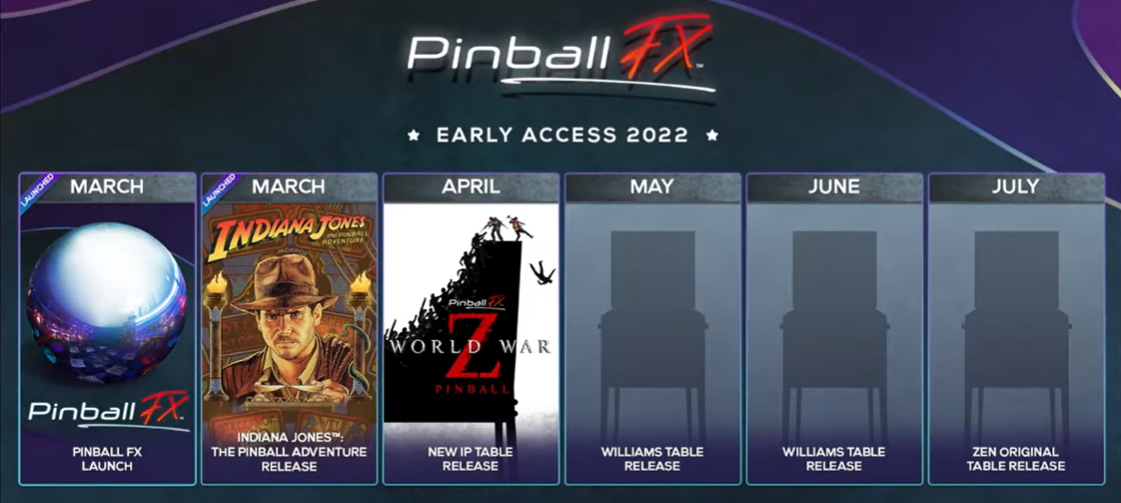 Pinball FX™
★ EARLY ACCESS 2022 ★
LAUNCHED
MARCH
Pinball FX™
PINBALL FX
LAUNCH
LAUNCHED
MARCH
INDIANA JONES
THE PINBALL
ADVENTURE
INDIANA JONES™:
THE PINBALL ADVENTURE
RELEASE
APRIL
Pinball FX
WORLD WAR
Z
PINBALL
NEW IP TABLE
RELEASE
MAY
WILLIAMS TABLE
RELEASE
JUNE
WILLIAMS TABLE
RELEASE
JULY
ZEN ORIGINAL
TABLE RELEASE